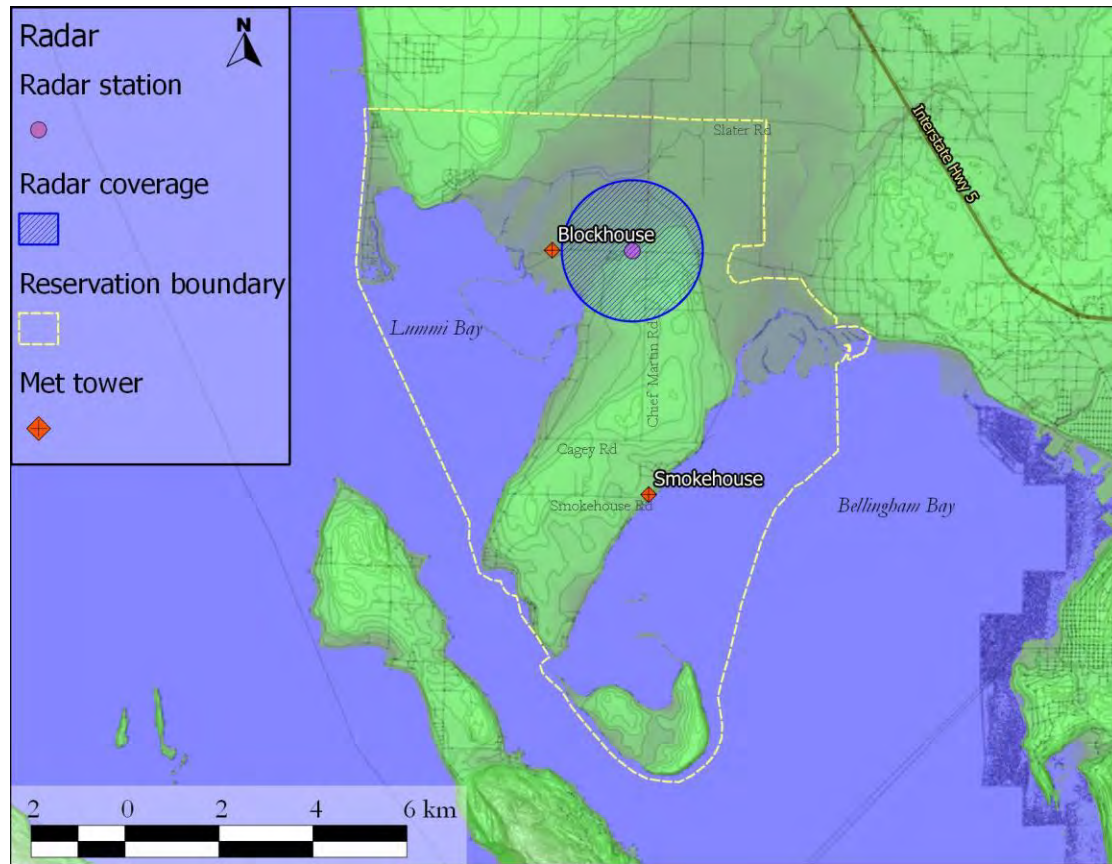 Radar
N
Radar station
Radar coverage
Reservation boundary
Met tower
Slater Rd
Interstate Hwy 5
Blockhouse
Lummi Bay
Chief Martin Rd
Cagey Rd
Smokehouse
Smokehouse Rd
Bellingham Bay
2 0 2 4 6 km